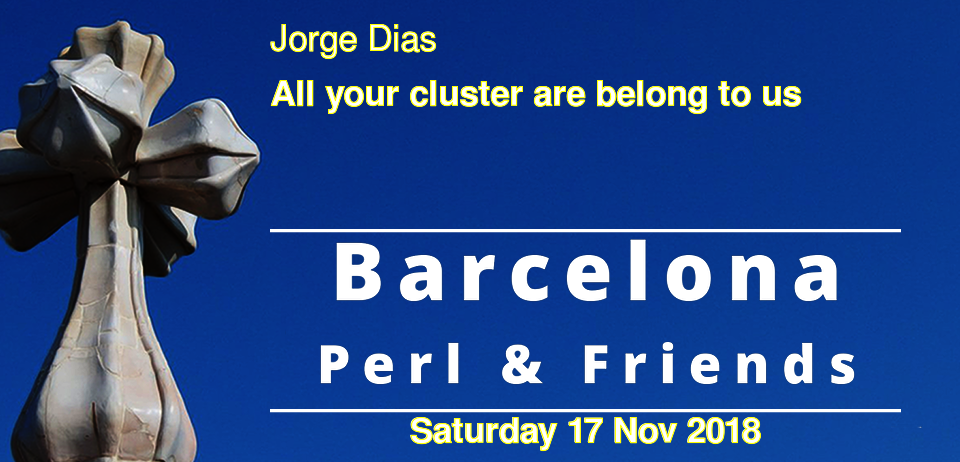 Jorge Dias
All your cluster are belong to us
Barcelona
Perl & Friends
Saturday 17 Nov 2018